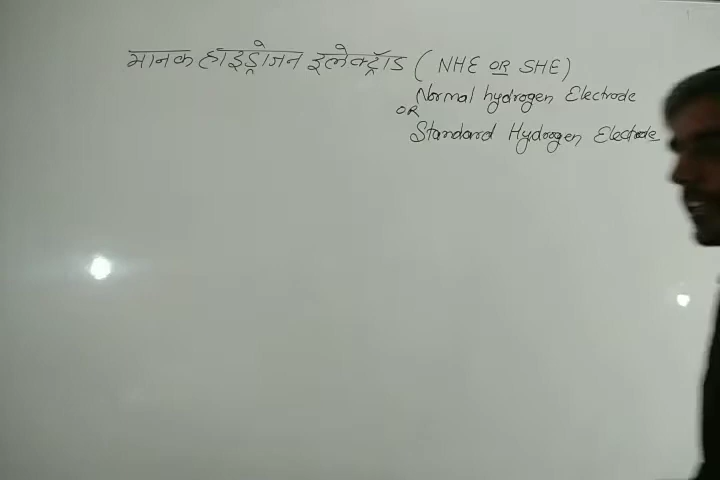 मानक हाइड्रोजन इलेक्ट्रॉड ( NHE OR SHE )
Normal hydrogen Electrode
OR
Standard Hydrogen Electrode